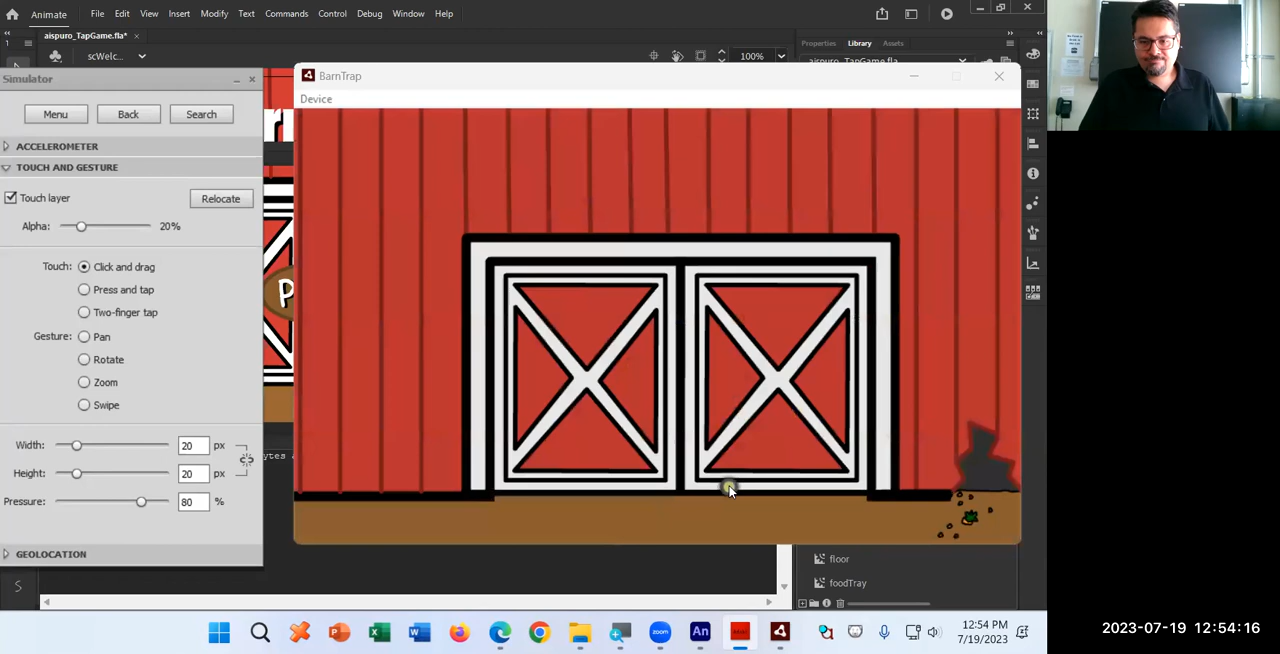 Animate File Edit View Insert Modify Text Commands Control Debug Window Help
aispuro_TapGame.fla* ×
scWelc... 100%
Properties Library Assets
aispuro_TapGame.fla
Simulator
Menu Back Search
ACCELEROMETER
TOUCH AND GESTURE
Touch layer Relocate
Alpha: 20%
Touch: Click and drag
Press and tap
Two-finger tap
Gesture: Pan
Rotate
Zoom
Swipe
Width: 20 px
Height: 20 px
Pressure: 80 %
GEOLOCATION
BarnTrap
Device
P
ytes
floor
foodTray
12:54 PM
7/19/2023
2023-07-19 12:54:16